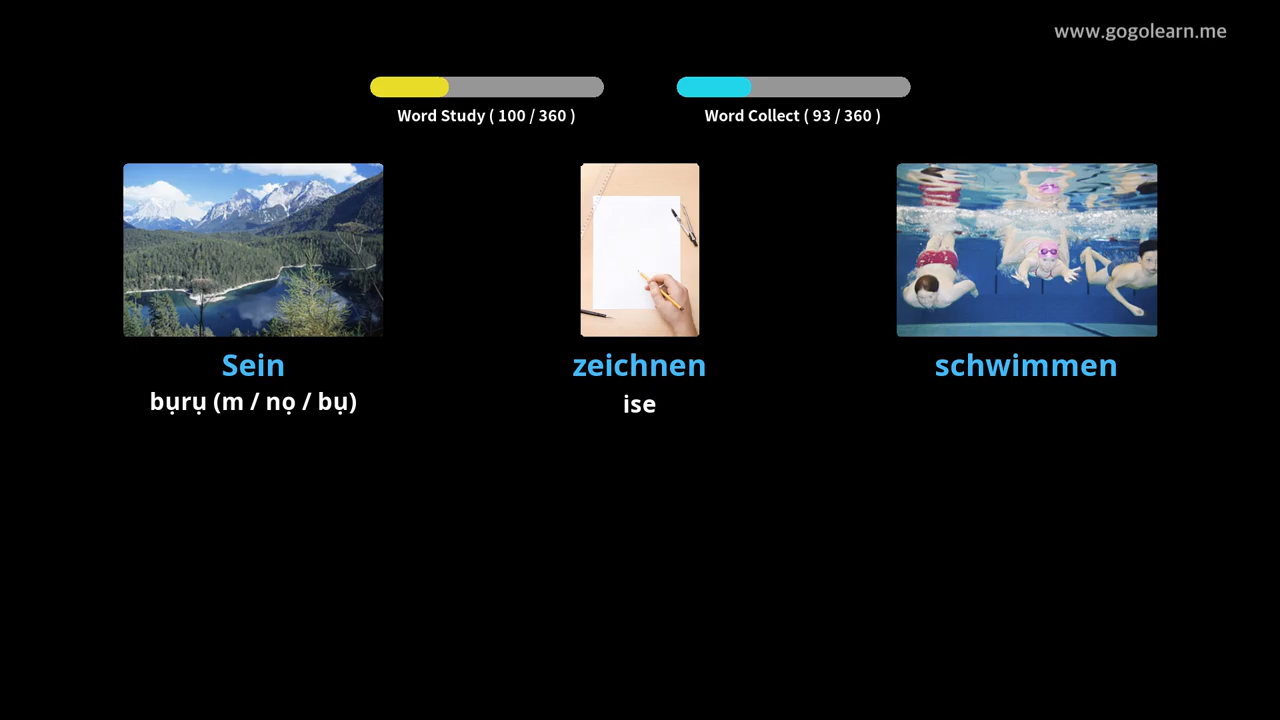 www.gogolearn.me
Word Study ( 100 / 360 )
Word Collect ( 93 / 360 )
Sein
bụrụ (m / nọ / bụ)
zeichnen
ise
schwimmen